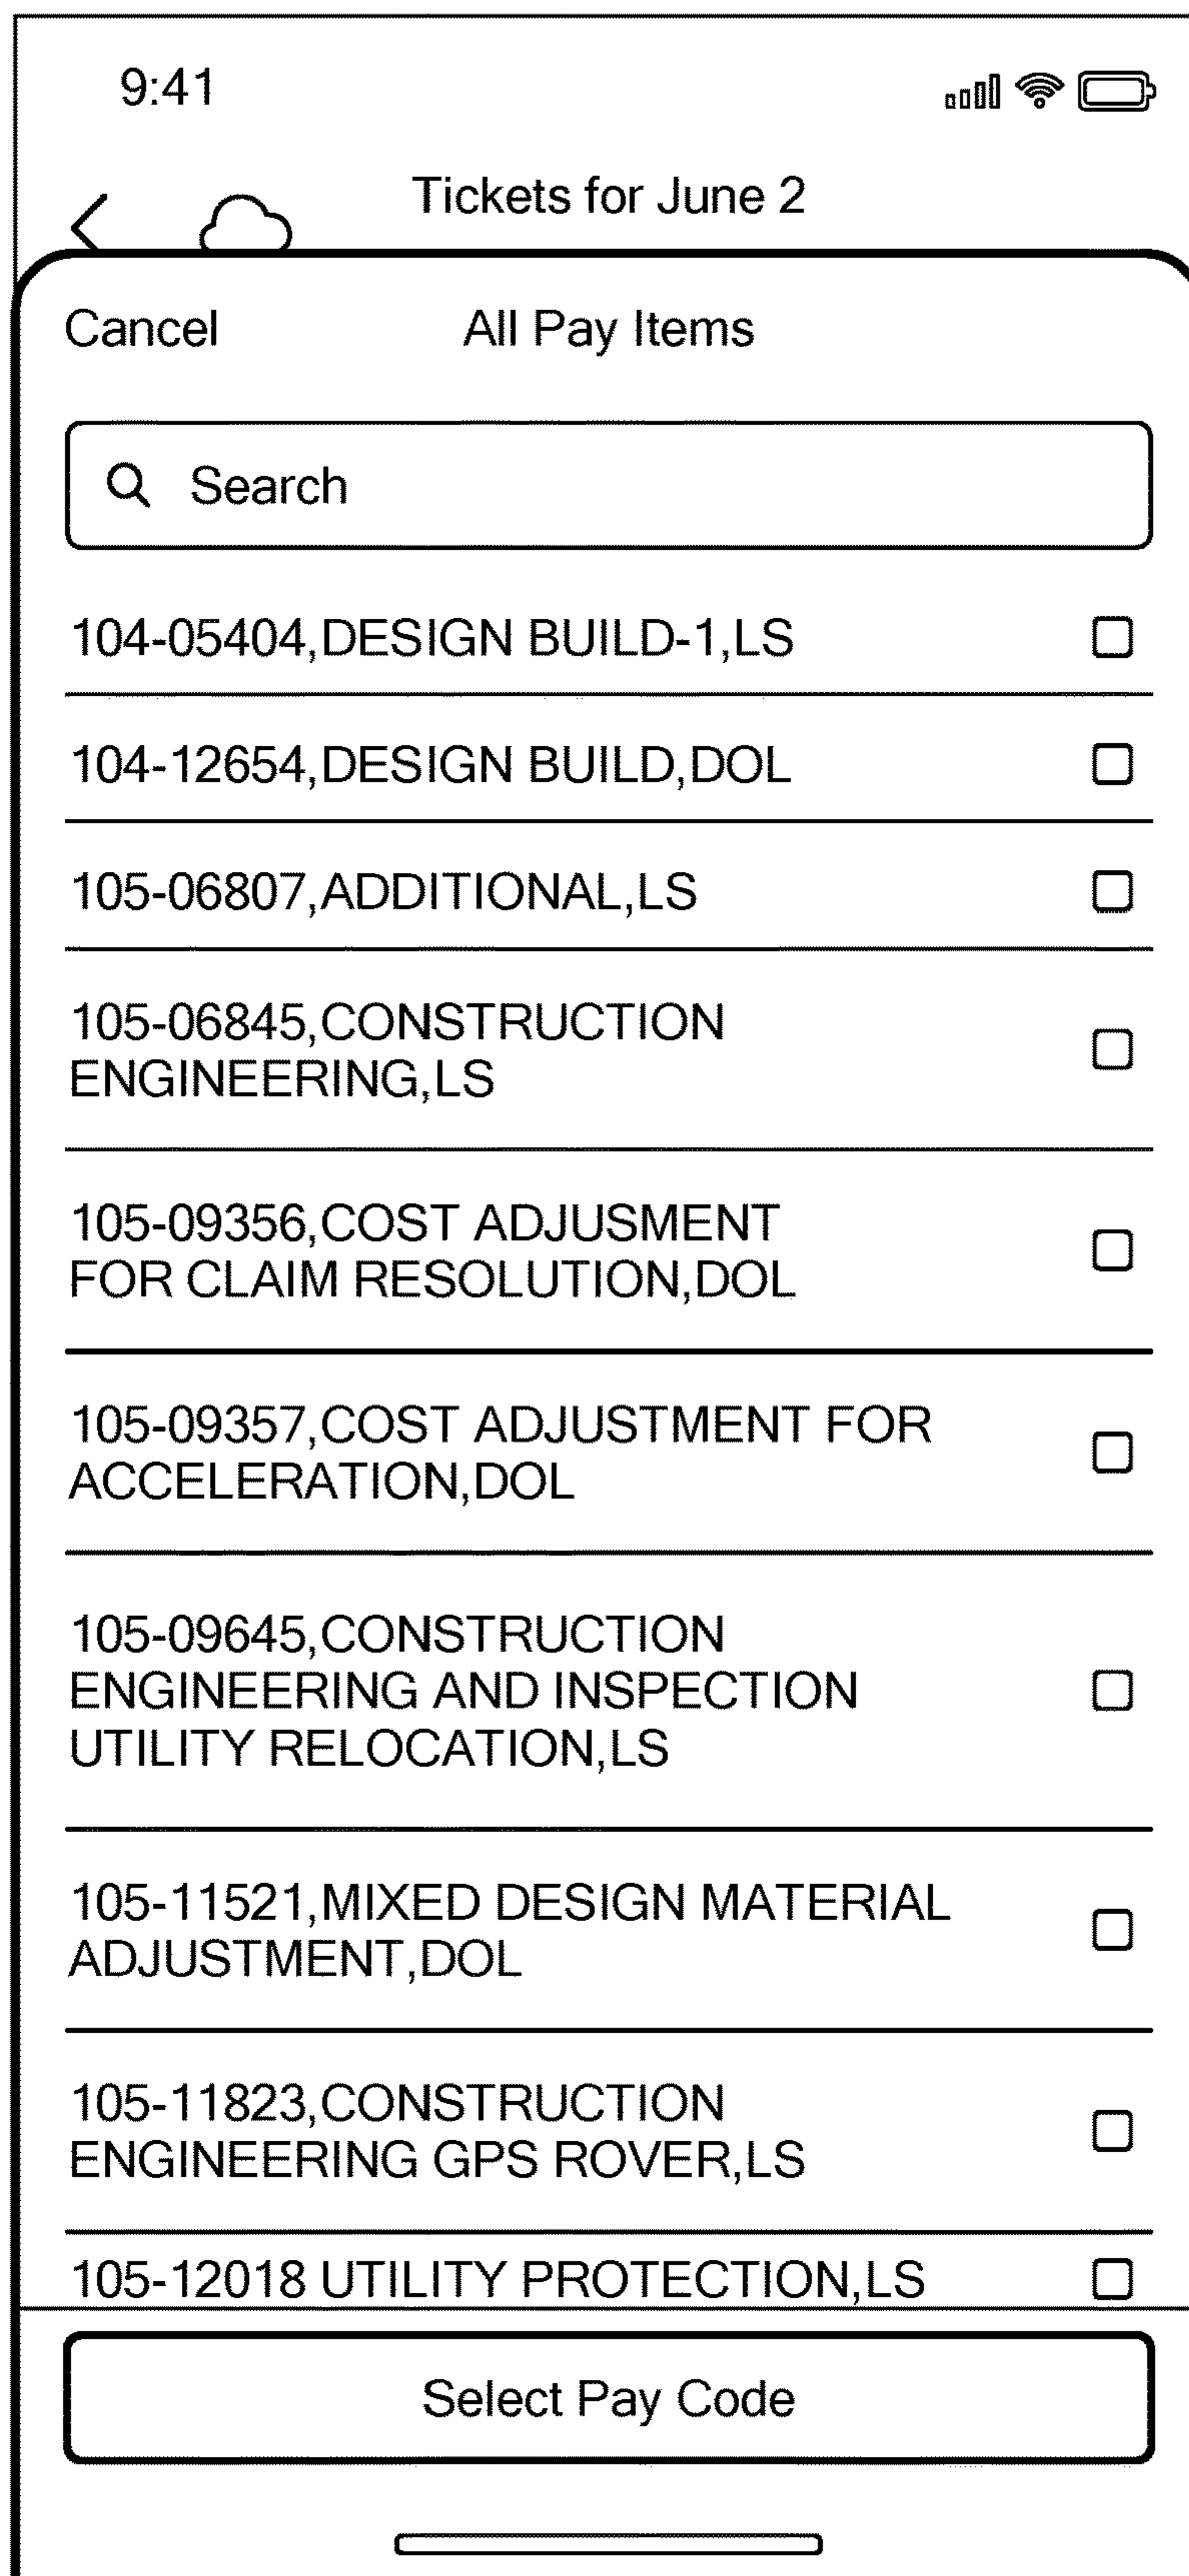 9:41
Tickets for June 2
Cancel
All Pay Items
Search
104-05404,DESIGN BUILD-1,LS
104-12654,DESIGN BUILD,DOL
105-06807,ADDITIONAL,LS
105-06845,CONSTRUCTION
ENGINEERING,LS
105-09356,COST ADJUSMENT
FOR CLAIM RESOLUTION,DOL
105-09357,COST ADJUSTMENT FOR
ACCELERATION,DOL
105-09645,CONSTRUCTION
ENGINEERING AND INSPECTION
UTILITY RELOCATION,LS
105-11521,MIXED DESIGN MATERIAL
ADJUSTMENT,DOL
105-11823,CONSTRUCTION
ENGINEERING GPS ROVER,LS
105-12018 UTILITY PROTECTION,LS
Select Pay Code